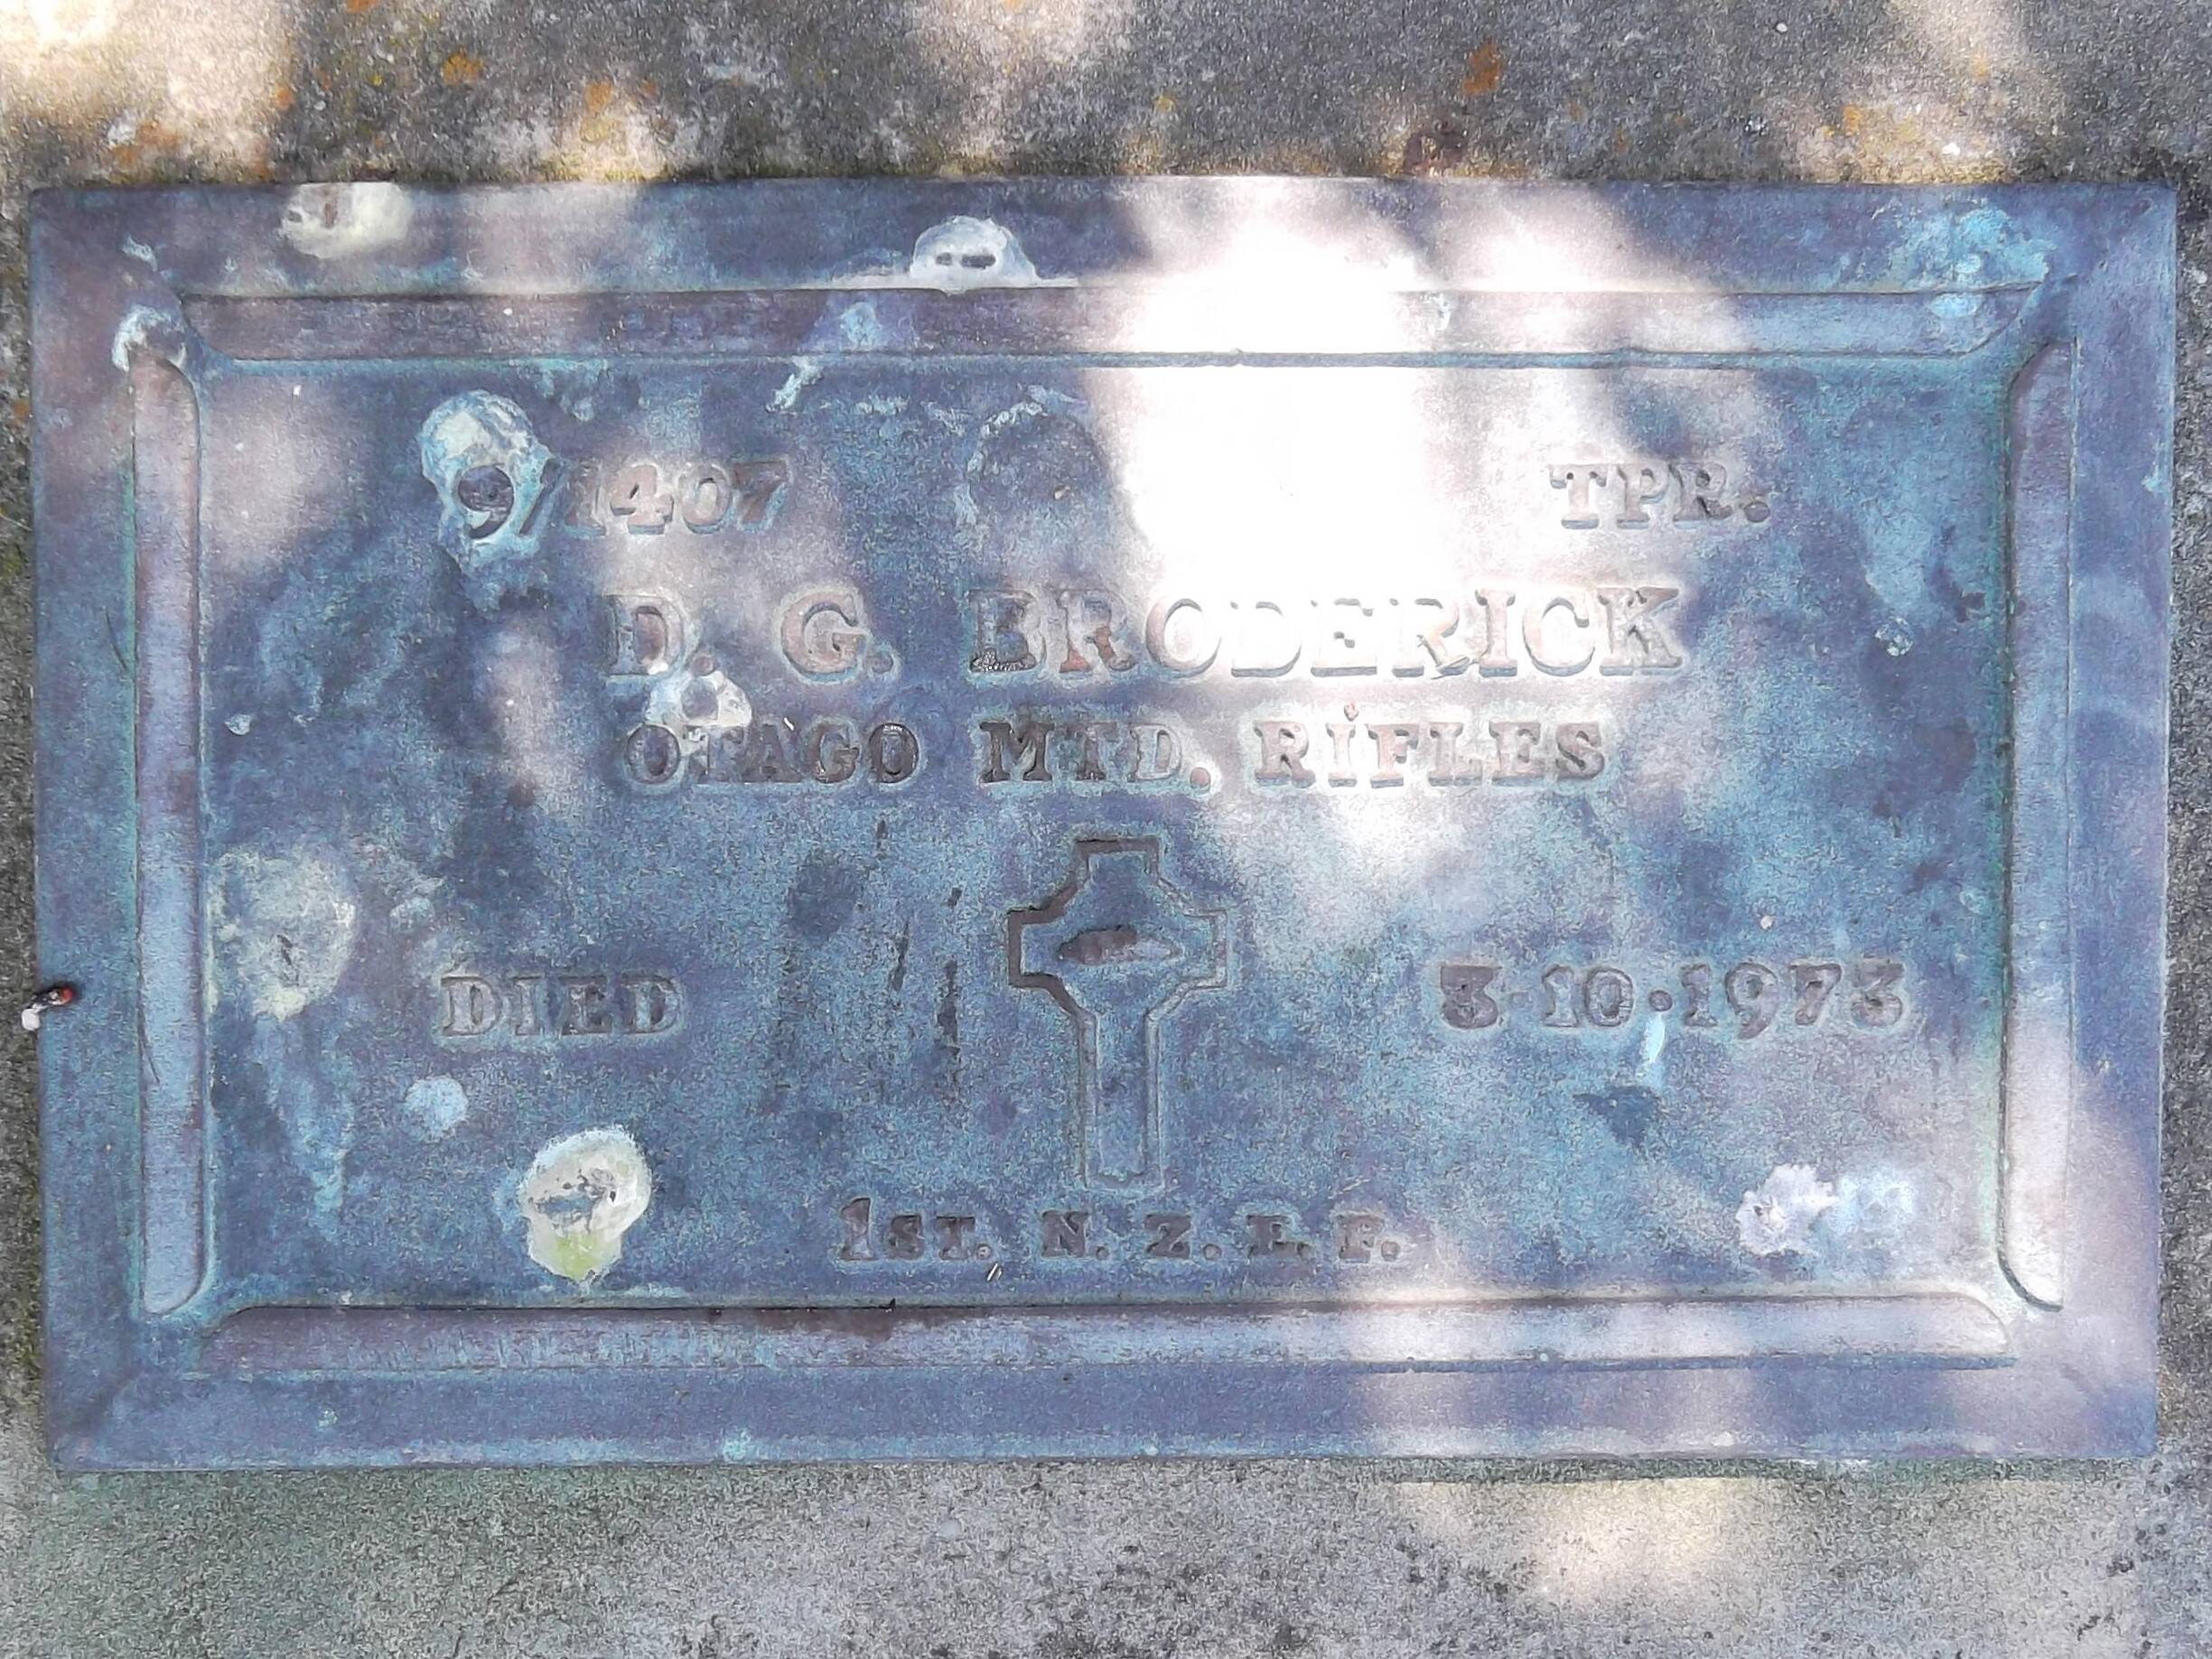 9/1407 TPR.
D. G. BRODERICK
OTAGO MTD. RIFLES
DIED 3·10·1973
1ST. N. Z. E. F.